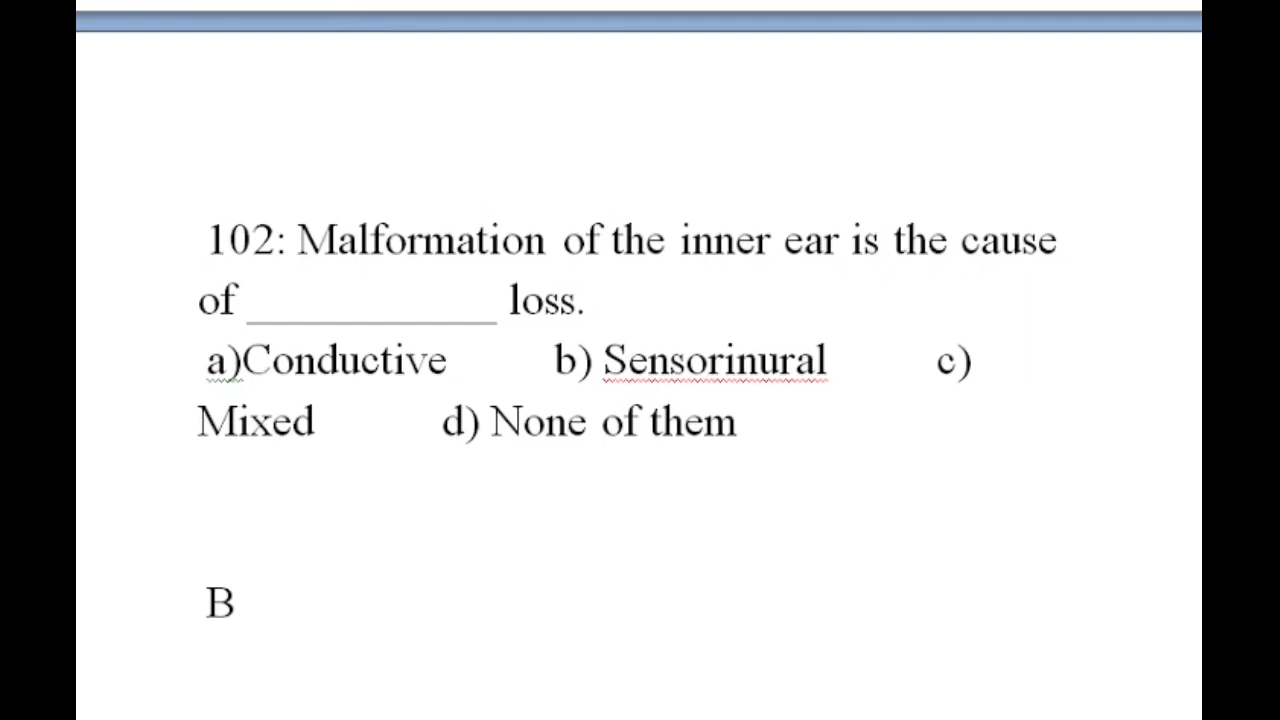 102: Malformation of the inner ear is the cause
of ____________ loss.
a)Conductive b) Sensorinural c)
Mixed d) None of them
B